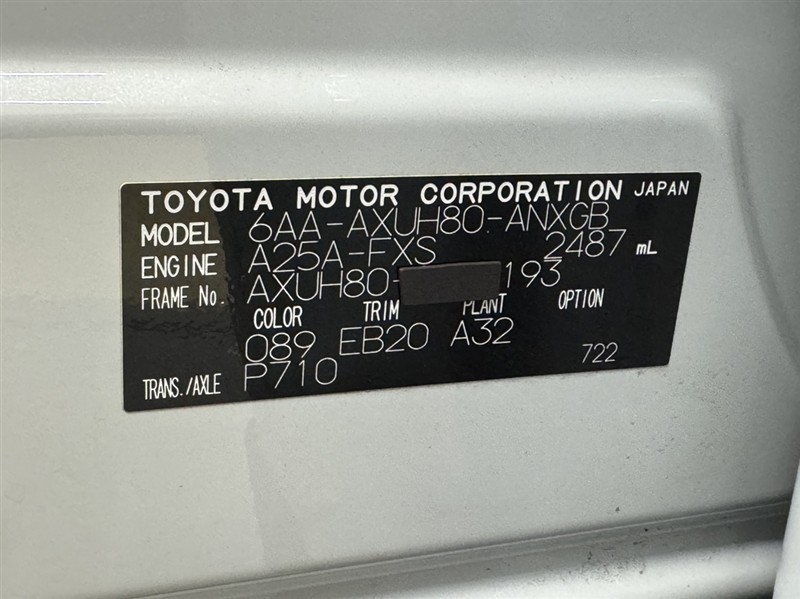 TOYOTA MOTOR CORPORATION JAPAN
MODEL 6AA-AXUH80-ANXGB
ENGINE A25A-FXS 2487 mL
FRAME No. AXUH80- 193
COLOR TRIM PLANT OPTION
089 EB20 A32
722
TRANS./AXLE P710